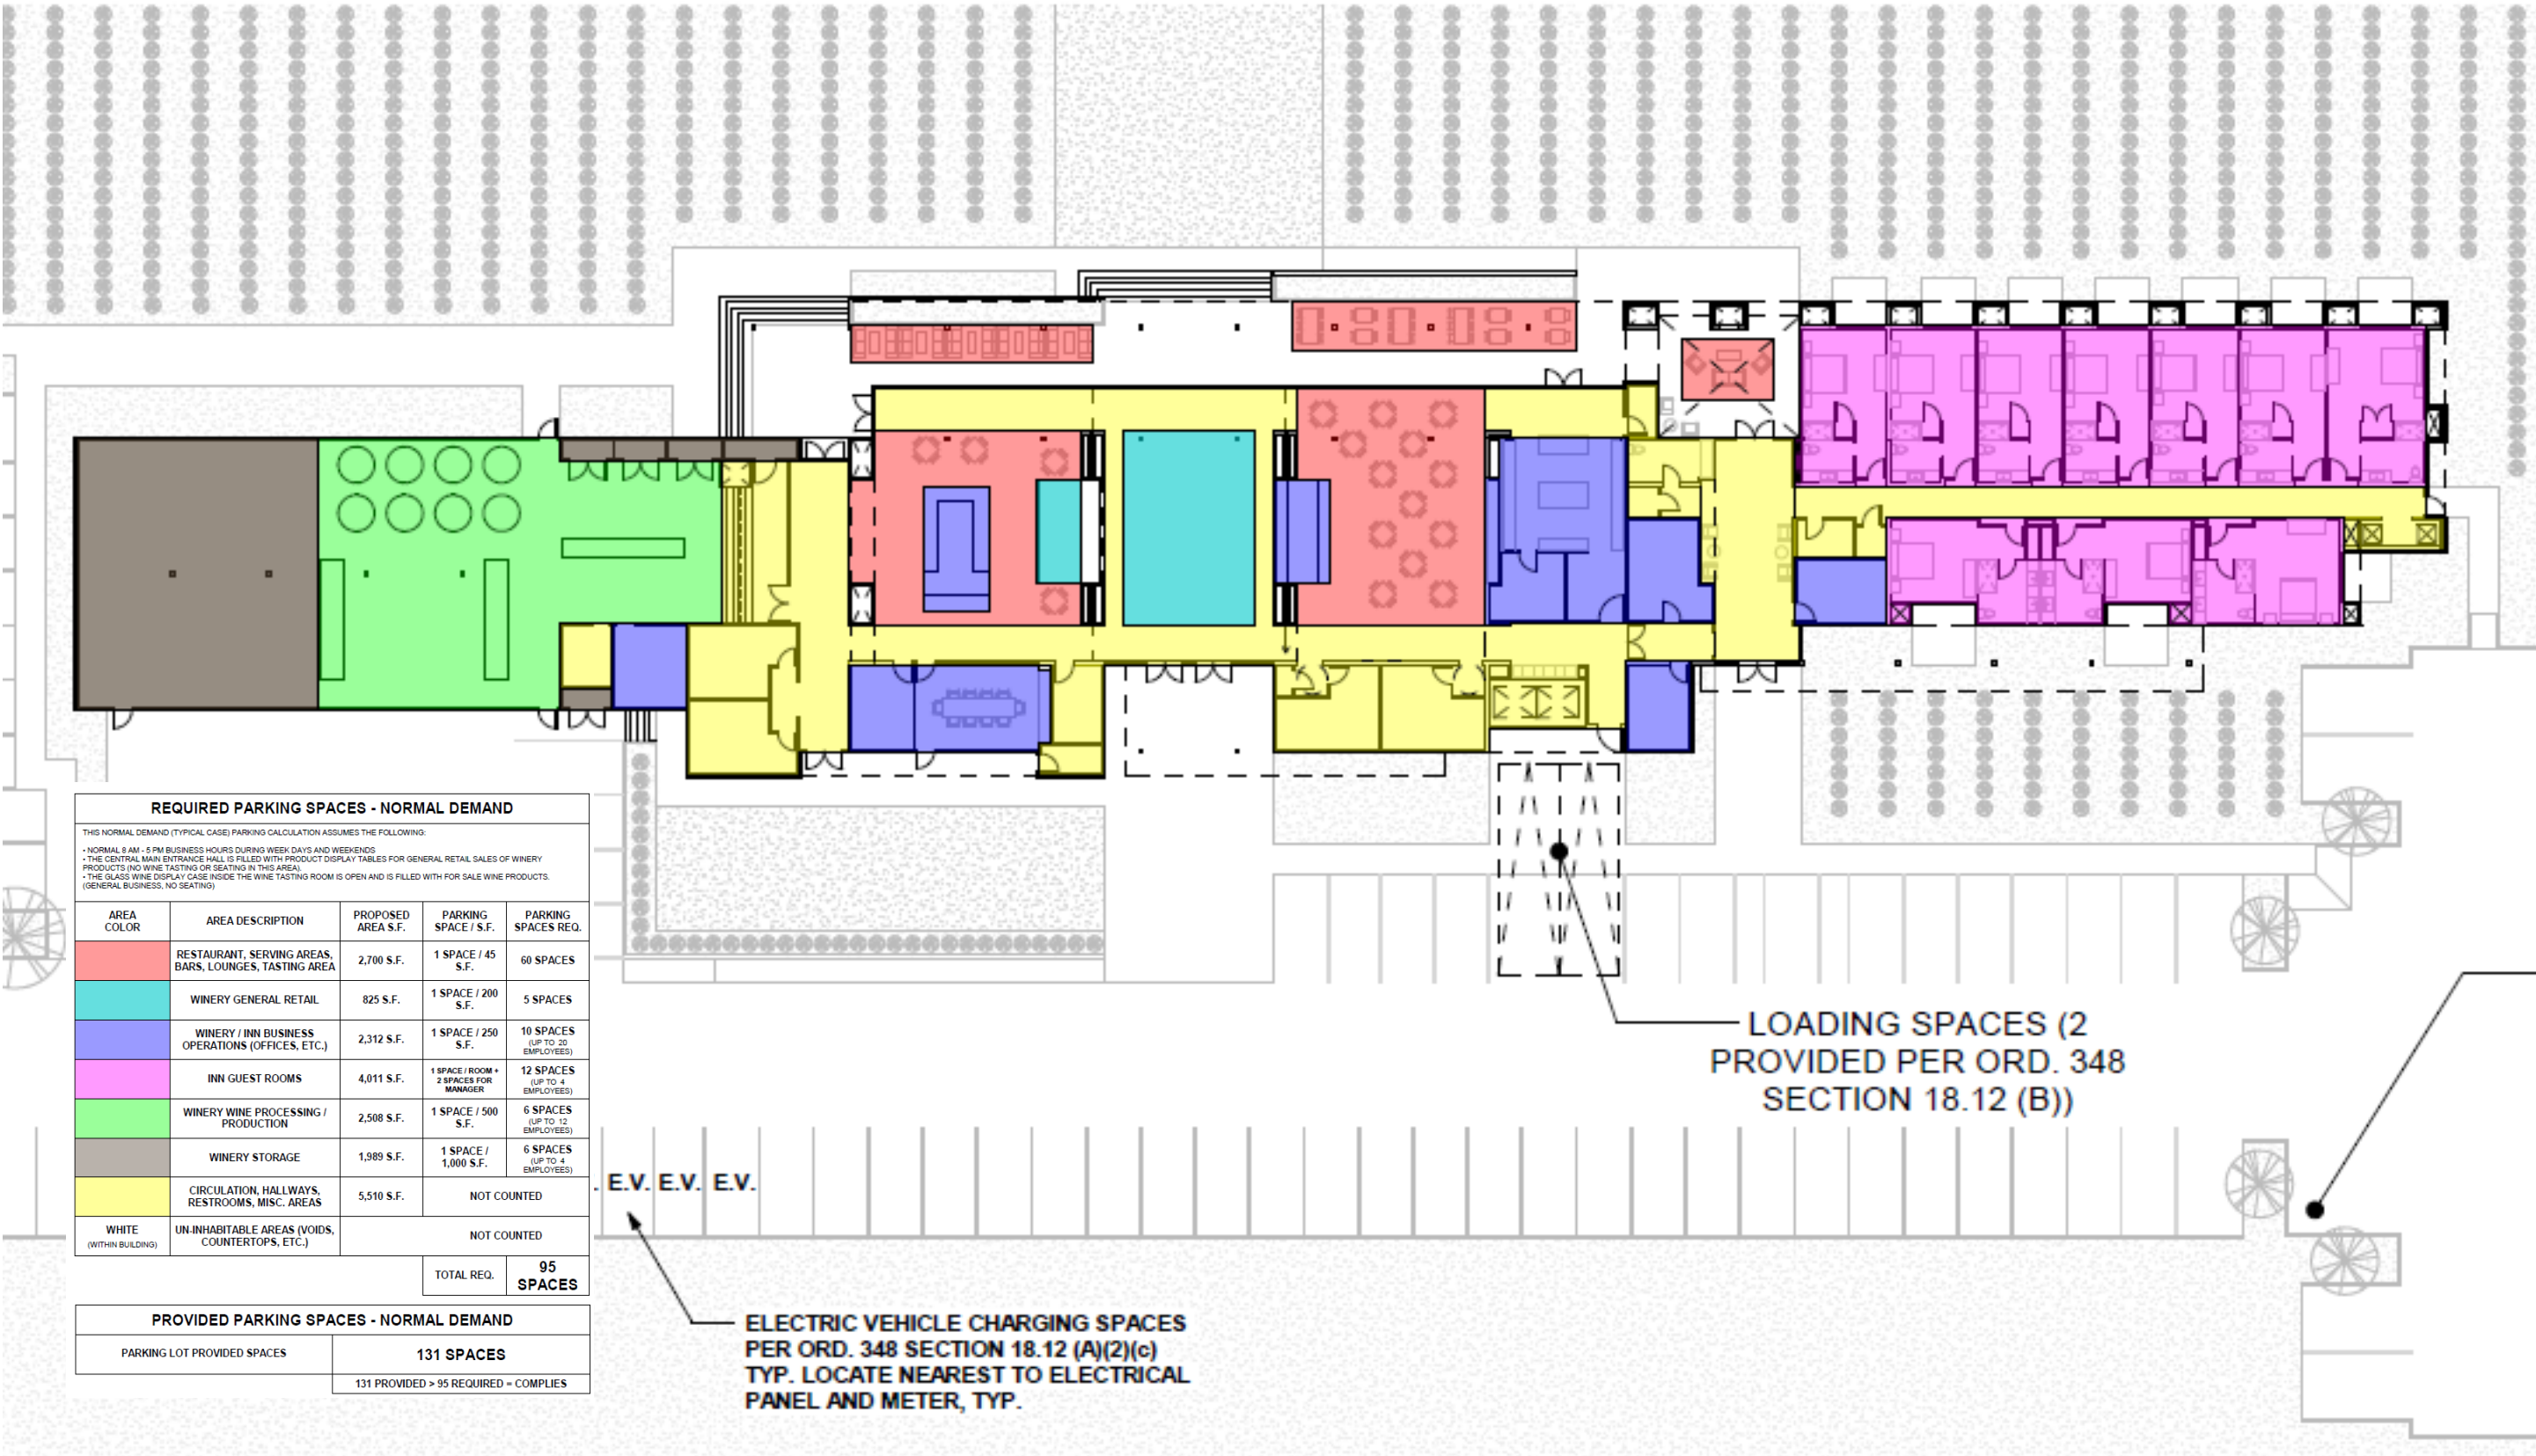 REQUIRED PARKING SPACES - NORMAL DEMAND
THIS NORMAL DEMAND (TYPICAL CASE) PARKING CALCULATION ASSUMES THE FOLLOWING:
• NORMAL 8 AM - 5 PM BUSINESS HOURS DURING WEEK DAYS AND WEEKENDS
• THE CENTRAL MAIN ENTRANCE HALL IS FILLED WITH PRODUCT DISPLAY TABLES FOR GENERAL RETAIL SALES OF WINERY
PRODUCTS (NO WINE TASTING OR SEATING IN THIS AREA).
• THE GLASS WINE DISPLAY CASE INSIDE THE WINE TASTING ROOM IS OPEN AND IS FILLED WITH FOR SALE WINE PRODUCTS.
(GENERAL BUSINESS, NO SEATING)
AREA
COLOR
AREA DESCRIPTION
PROPOSED
AREA S.F.
PARKING
SPACE / S.F.
PARKING
SPACES REQ.
RESTAURANT, SERVING AREAS,
BARS, LOUNGES, TASTING AREA
2,700 S.F.
1 SPACE / 45
S.F.
60 SPACES
WINERY GENERAL RETAIL
825 S.F.
1 SPACE / 200
S.F.
5 SPACES
WINERY / INN BUSINESS
OPERATIONS (OFFICES, ETC.)
2,312 S.F.
1 SPACE / 250
S.F.
10 SPACES
(UP TO 20
EMPLOYEES)
INN GUEST ROOMS
4,011 S.F.
1 SPACE / ROOM +
2 SPACES FOR
MANAGER
12 SPACES
(UP TO 4
EMPLOYEES)
WINERY WINE PROCESSING /
PRODUCTION
2,508 S.F.
1 SPACE / 500
S.F.
6 SPACES
(UP TO 12
EMPLOYEES)
WINERY STORAGE
1,989 S.F.
1 SPACE /
1,000 S.F.
6 SPACES
(UP TO 4
EMPLOYEES)
CIRCULATION, HALLWAYS,
RESTROOMS, MISC. AREAS
5,510 S.F.
NOT COUNTED
WHITE
(WITHIN BUILDING)
UN-INHABITABLE AREAS (VOIDS,
COUNTERTOPS, ETC.)
NOT COUNTED
TOTAL REQ.
95
SPACES
PROVIDED PARKING SPACES - NORMAL DEMAND
PARKING LOT PROVIDED SPACES
131 SPACES
131 PROVIDED > 95 REQUIRED = COMPLIES
LOADING SPACES (2
PROVIDED PER ORD. 348
SECTION 18.12 (B))
E.V. E.V. E.V.
ELECTRIC VEHICLE CHARGING SPACES
PER ORD. 348 SECTION 18.12 (A)(2)(c)
TYP. LOCATE NEAREST TO ELECTRICAL
PANEL AND METER, TYP.